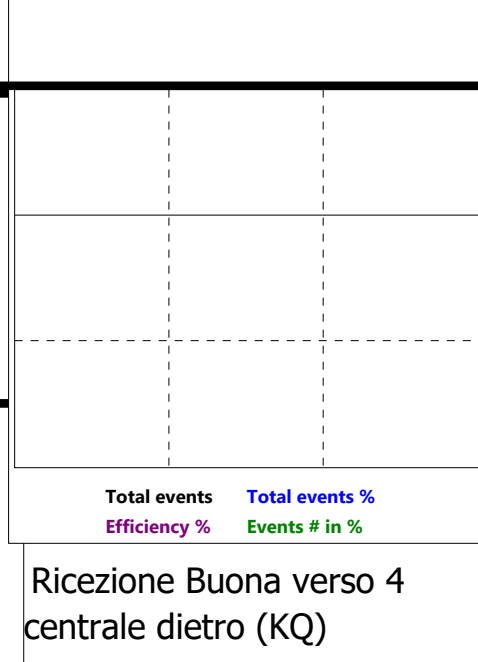 Total events Total events %
Efficiency % Events # in %
Ricezione Buona verso 4
centrale dietro (KQ)